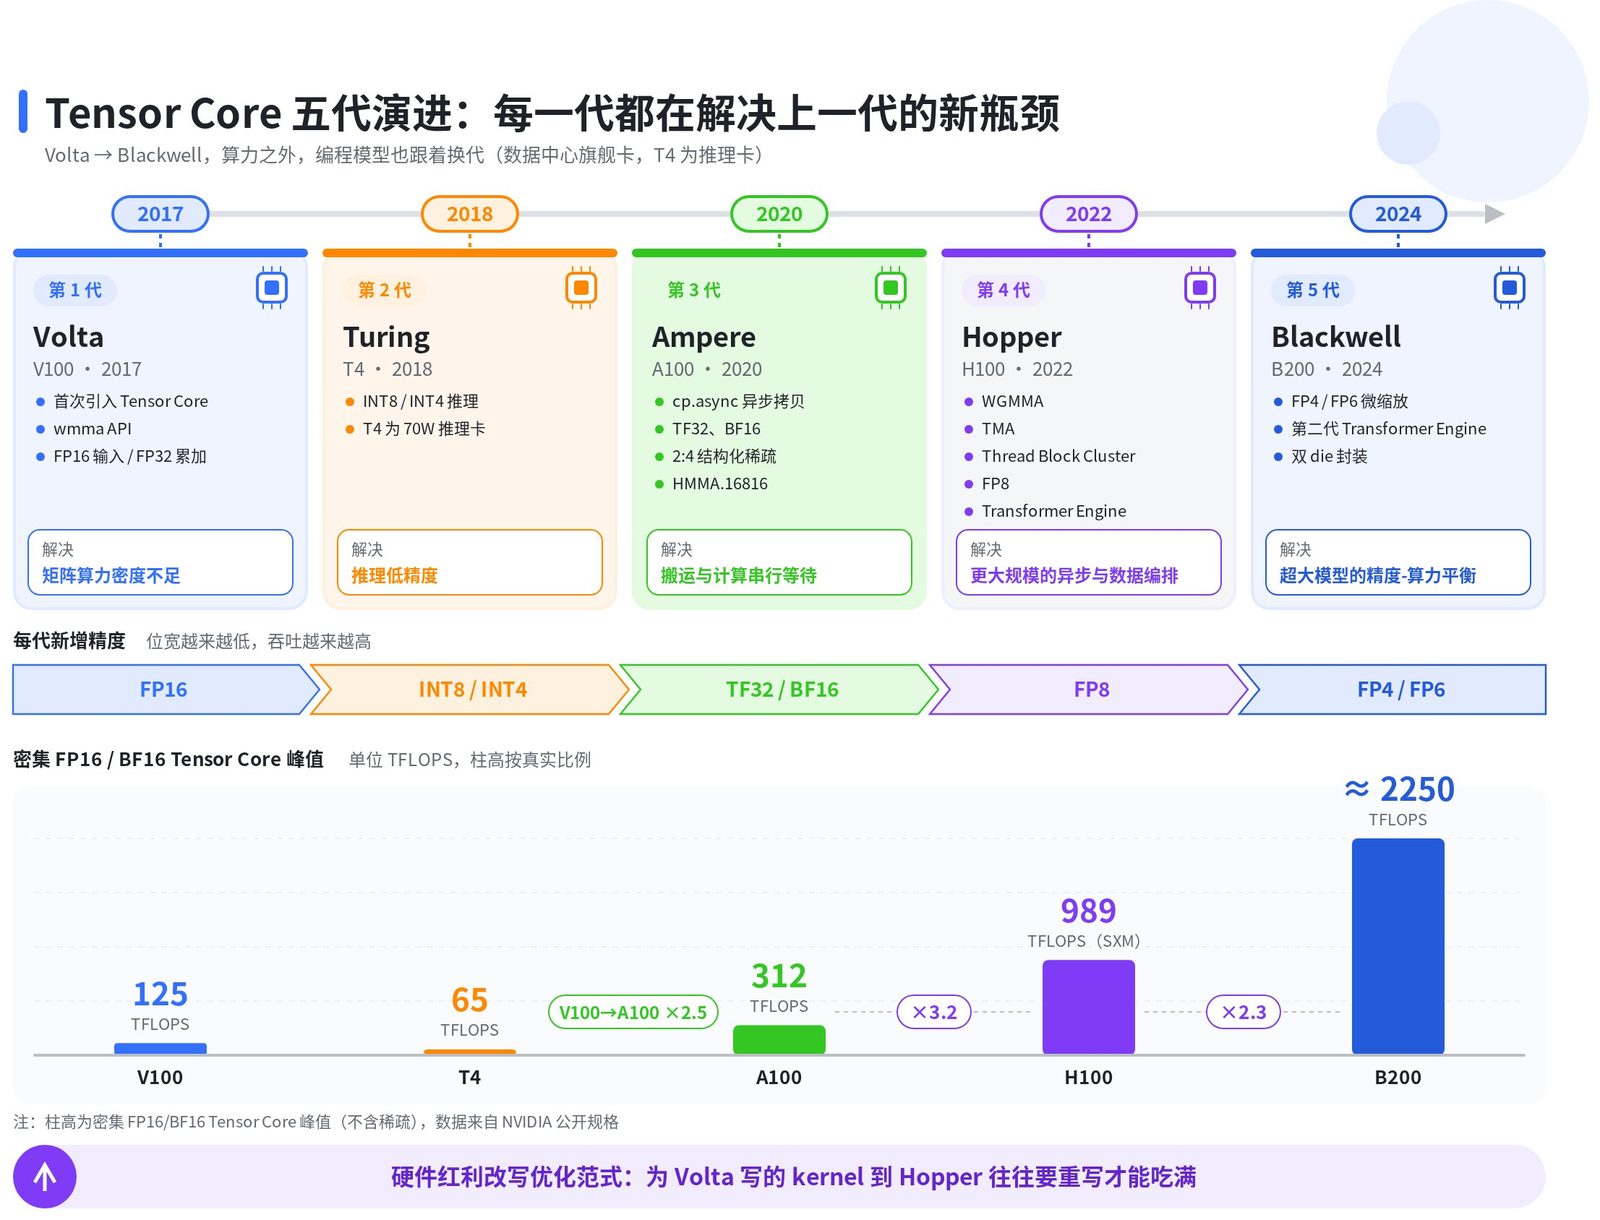 Tensor Core 五代演进：每一代都在解决上一代的新瓶颈
Volta → Blackwell，算力之外，编程模型也跟着换代（数据中心旗舰卡，T4 为推理卡）
2017
2018
2020
2022
2024
第 1 代
Volta
V100 • 2017
首次引入 Tensor Core
wmma API
FP16 输入 / FP32 累加
解决
矩阵算力密度不足
第 2 代
Turing
T4 • 2018
INT8 / INT4 推理
T4 为 70W 推理卡
解决
推理低精度
第 3 代
Ampere
A100 • 2020
cp.async 异步拷贝
TF32、BF16
2:4 结构化稀疏
HMMA.16816
解决
搬运与计算串行等待
第 4 代
Hopper
H100 • 2022
WGMMA
TMA
Thread Block Cluster
FP8
Transformer Engine
解决
更大规模的异步与数据编排
第 5 代
Blackwell
B200 • 2024
FP4 / FP6 微缩放
第二代 Transformer Engine
双 die 封装
解决
超大模型的精度-算力平衡
每代新增精度 位宽越来越低，吞吐越来越高
FP16
INT8 / INT4
TF32 / BF16
FP8
FP4 / FP6
密集 FP16 / BF16 Tensor Core 峰值 单位 TFLOPS，柱高按真实比例
125
TFLOPS
65
TFLOPS
V100→A100 ×2.5
312
TFLOPS
×3.2
989
TFLOPS（SXM）
×2.3
≈ 2250
TFLOPS
V100
T4
A100
H100
B200
注：柱高为密集 FP16/BF16 Tensor Core 峰值（不含稀疏），数据来自 NVIDIA 公开规格
硬件红利改写优化范式：为 Volta 写的 kernel 到 Hopper 往往要重写才能吃满